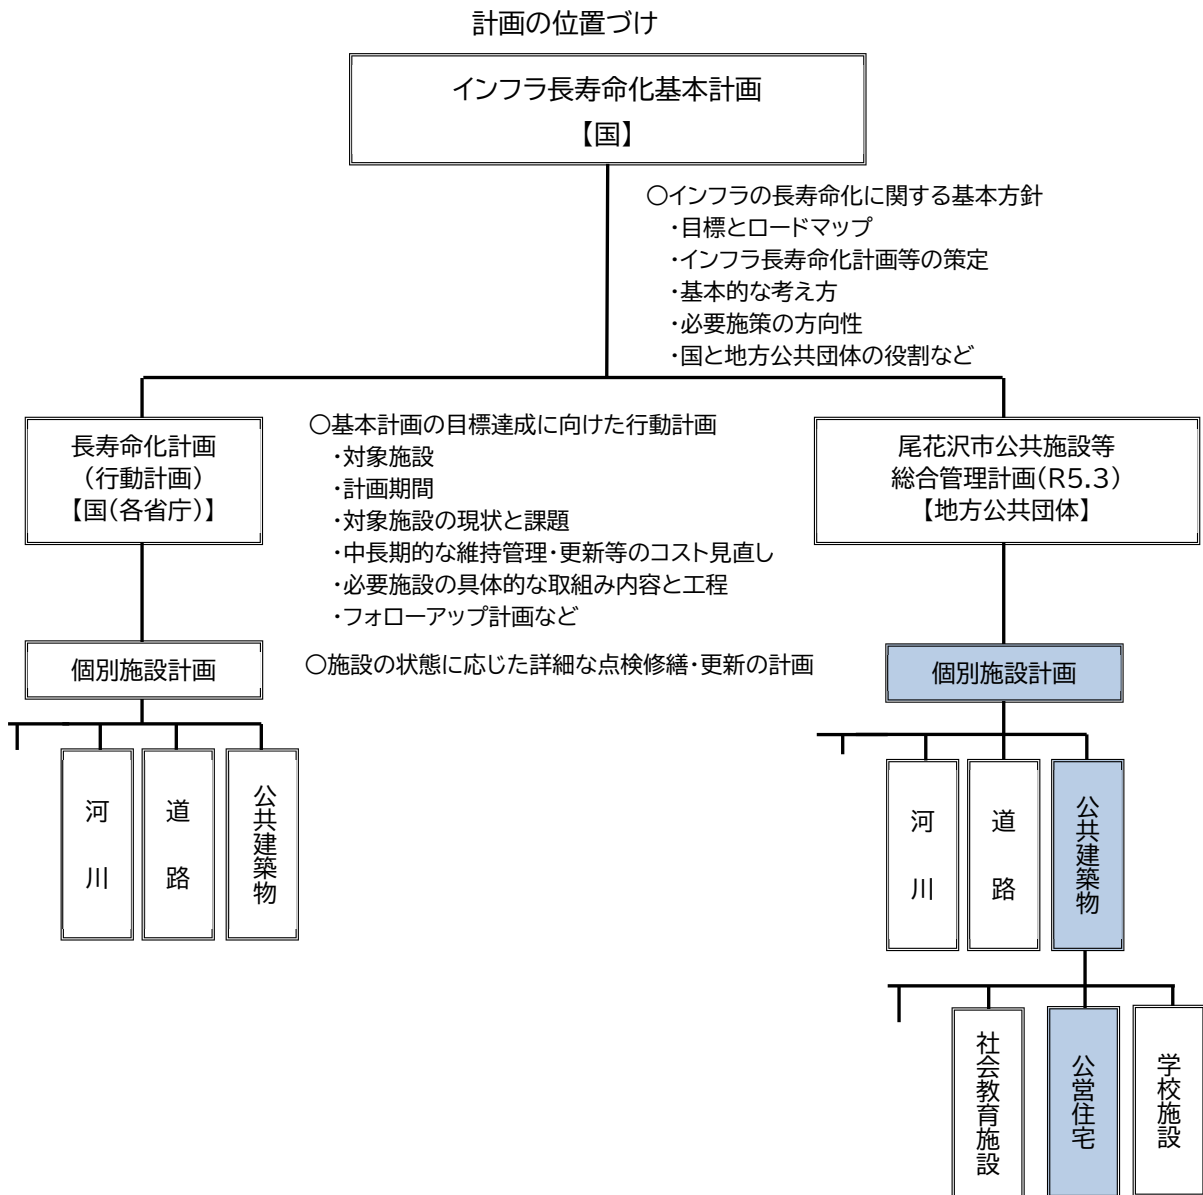 計画の位置づけ
インフラ長寿命化基本計画
【国】
○インフラの長寿命化に関する基本方針
・目標とロードマップ
・インフラ長寿命化計画等の策定
・基本的な考え方
・必要施策の方向性
・国と地方公共団体の役割など
長寿命化計画
(行動計画)
【国(各省庁)】
○基本計画の目標達成に向けた行動計画
・対象施設
・計画期間
・対象施設の現状と課題
・中長期的な維持管理・更新等のコスト見直し
・必要施設の具体的な取組み内容と工程
・フォローアップ計画など
尾花沢市公共施設等
総合管理計画(R5.3)
【地方公共団体】
個別施設計画
○施設の状態に応じた詳細な点検修繕・更新の計画
個別施設計画
河川
道路
公共建築物
河川
道路
公共建築物
社会教育施設
公営住宅
学校施設